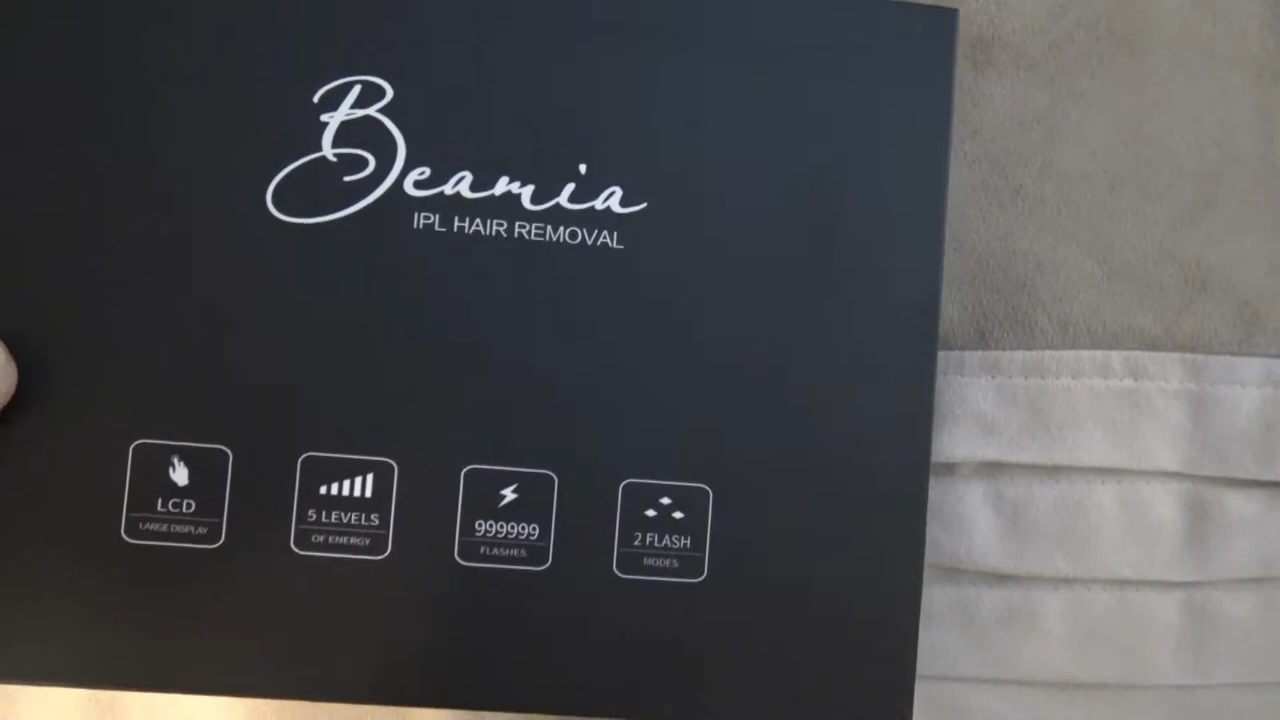 Beamia
IPL HAIR REMOVAL
LCD
LARGE DISPLAY
5 LEVELS
OF ENERGY
999999
FLASHES
2 FLASH
MODES